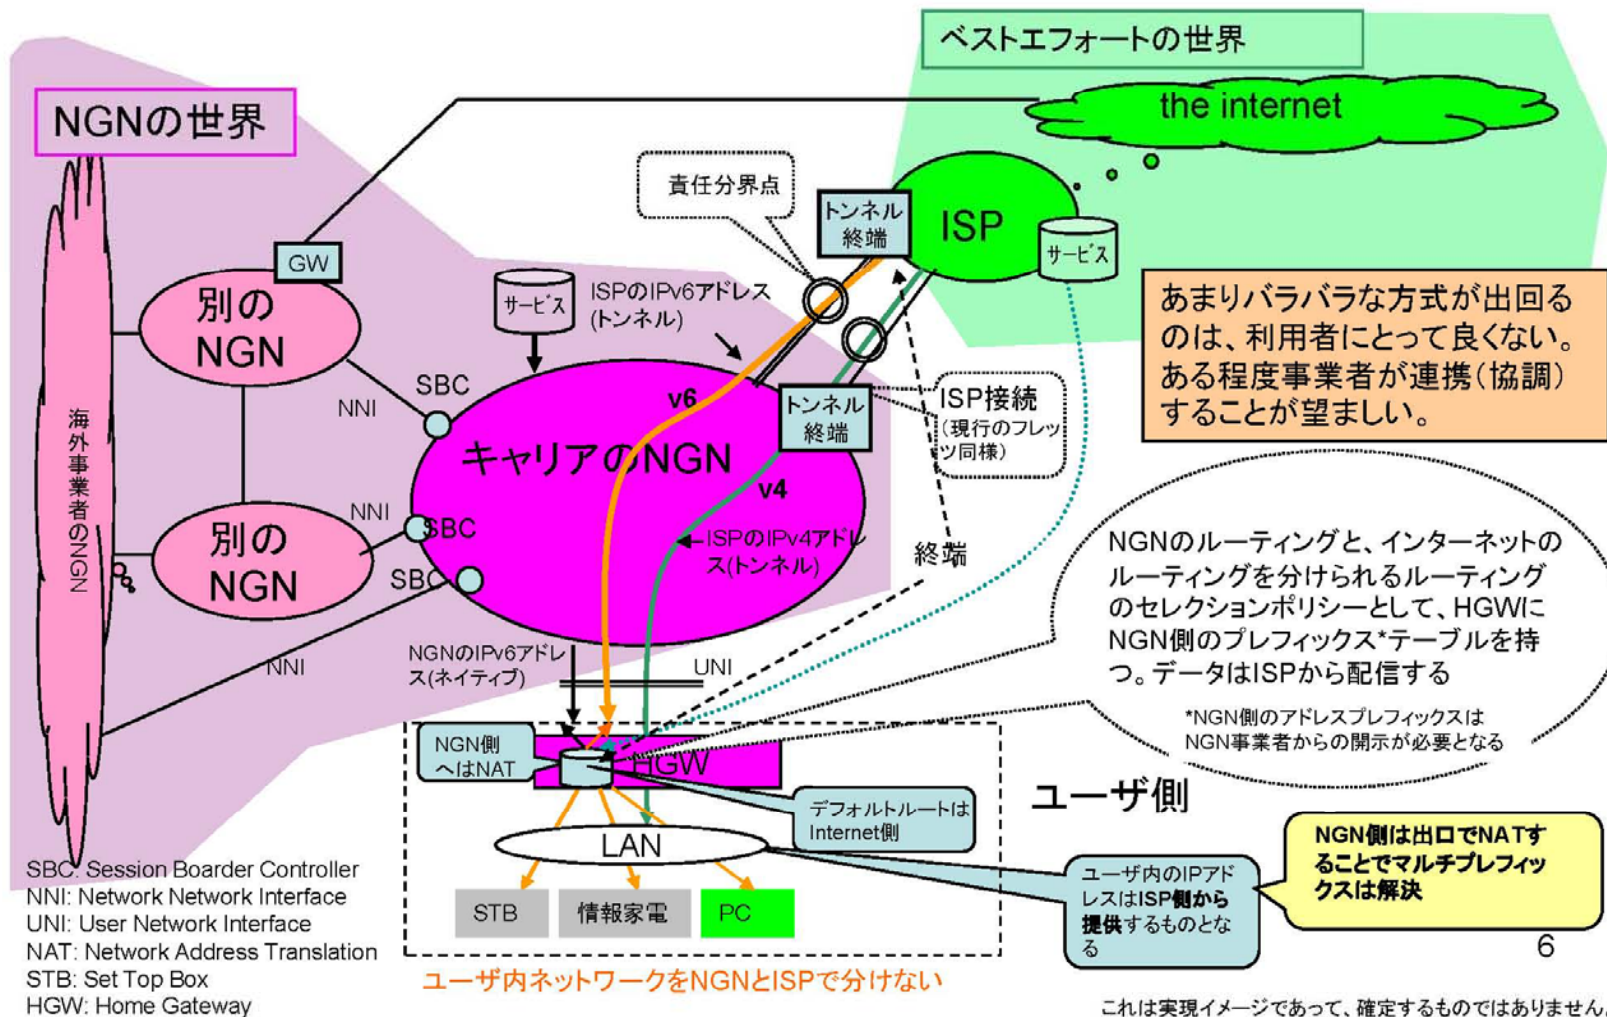 ベストエフォートの世界
the internet
NGNの世界
責任分界点
トンネル
終端
ISP
サービス
GW
サービス
ISPのIPv6アドレス
(トンネル)
別の
NGN
あまりバラバラな方式が出回る
のは、利用者にとって良くない。
ある程度事業者が連携(協調)
することが望ましい。
SBC
NNI
v6
トンネル
終端
ISP接続
(現行のフレッ
ツ同様)
海外事業者のNGN
キャリアのNGN
v4
NNI
SBC
別の
NGN
ISPのIPv4アドレ
ス(トンネル)
終端
SBC
NGNのルーティングと、インターネットの
ルーティングを分けられるルーティング
のセレクションポリシーとして、HGWに
NGN側のプレフィックス*テーブルを持
つ。データはISPから配信する
*NGN側のアドレスプレフィックスは
NGN事業者からの開示が必要となる
NNI
NGNのIPv6アドレ
ス(ネイティブ)
UNI
NGN側
へはNAT
HGW
デフォルトルートは
Internet側
ユーザ側
LAN
NGN側は出口でNATす
ることでマルチプレフィッ
クスは解決
ユーザ内のIPアド
レスはISP側から
提供するものとな
る
STB
情報家電
PC
SBC: Session Boarder Controller
NNI: Network Network Interface
UNI: User Network Interface
NAT: Network Address Translation
STB: Set Top Box
HGW: Home Gateway
ユーザ内ネットワークをNGNとISPで分けない
6
これは実現イメージであって、確定するものではありません。